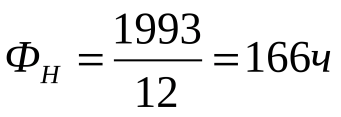 Ф_Н = 1993/12 = 166ч